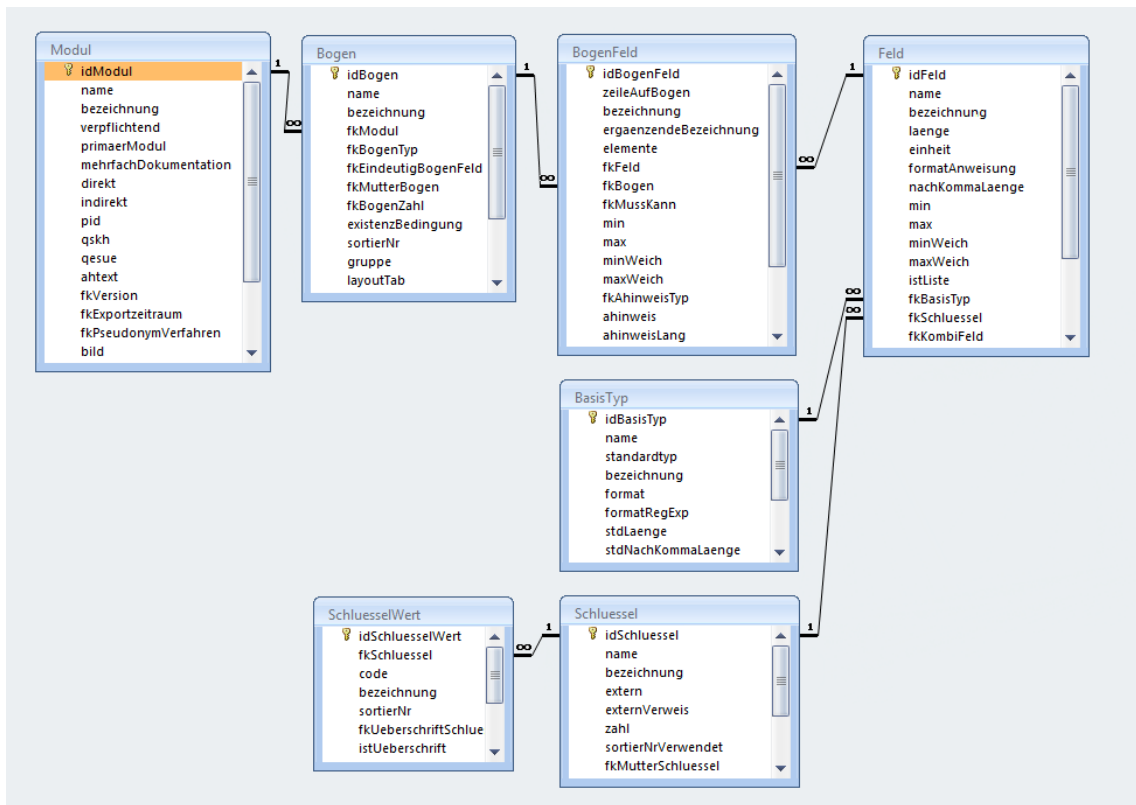 Modul
idModul
name
bezeichnung
verpflichtend
primaerModul
mehrfachDokumentation
direkt
indirekt
pid
qskh
qesue
ahtext
fkVersion
fkExportzeitraum
fkPseudonymVerfahren
bild
1
∞
Bogen
idBogen
name
bezeichnung
fkModul
fkBogenTyp
fkEindeutigBogenFeld
fkMutterBogen
fkBogenZahl
existenzBedingung
sortierNr
gruppe
layoutTab
1
∞
BogenFeld
idBogenFeld
zeileAufBogen
bezeichnung
ergaenzendeBezeichnung
elemente
fkFeld
fkBogen
fkMussKann
min
max
minWeich
maxWeich
fkAhinweisTyp
ahinweis
ahinweisLang
∞
1
Feld
idFeld
name
bezeichnung
laenge
einheit
formatAnweisung
nachKommaLaenge
min
max
minWeich
maxWeich
istListe
fkBasisTyp
fkSchluessel
fkKombiFeld
∞
∞
BasisTyp
idBasisTyp
name
standardtyp
bezeichnung
format
formatRegExp
stdLaenge
stdNachKommaLaenge
1
SchluesselWert
idSchluesselWert
fkSchluessel
code
bezeichnung
sortierNr
fkUeberschriftSchlue
istUeberschrift
∞
1
Schluessel
idSchluessel
name
bezeichnung
extern
externVerweis
zahl
sortierNrVerwendet
fkMutterSchluessel
1